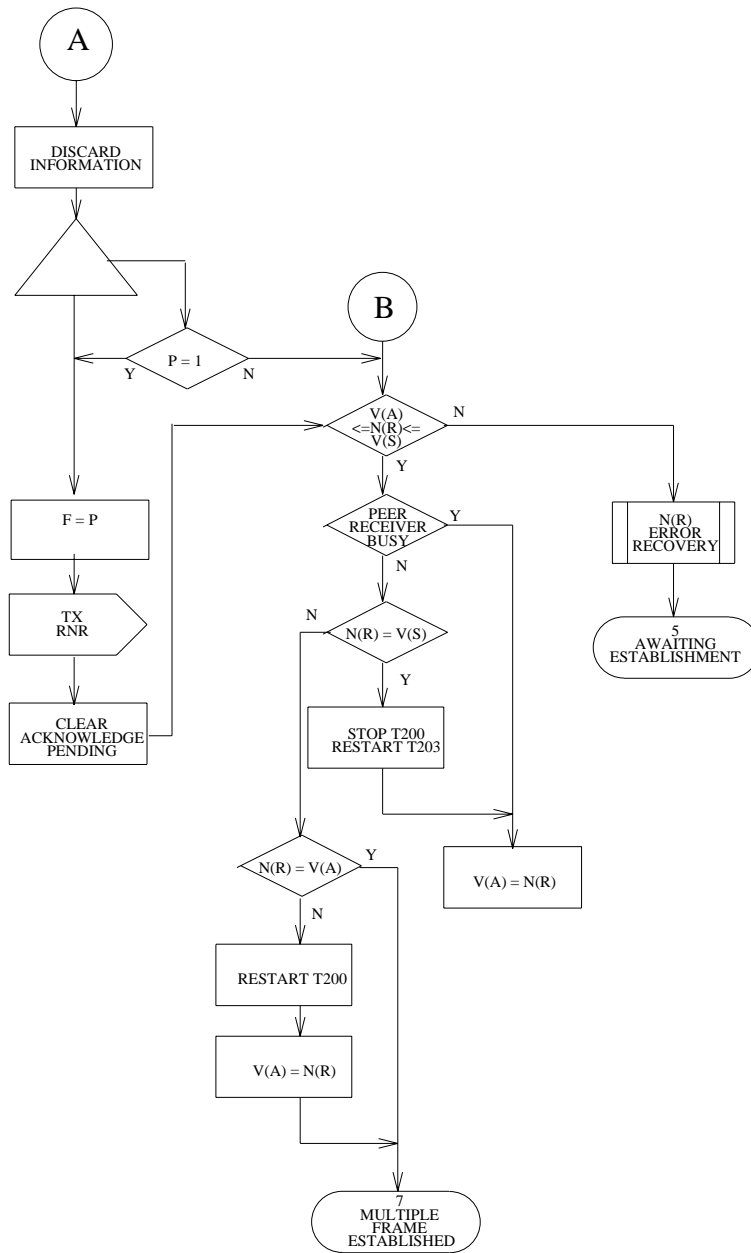 A
DISCARD
INFORMATION
B
P = 1
Y
N
V(A)
<=N(R)<=
V(S)
N
Y
F = P
PEER
RECEIVER
BUSY
Y
N
N(R)
ERROR
RECOVERY
TX
RNR
N
N(R) = V(S)
Y
5
AWAITING
ESTABLISHMENT
CLEAR
ACKNOWLEDGE
PENDING
STOP T200
RESTART T203
N(R) = V(A)
Y
N
V(A) = N(R)
RESTART T200
V(A) = N(R)
7
MULTIPLE
FRAME
ESTABLISHED